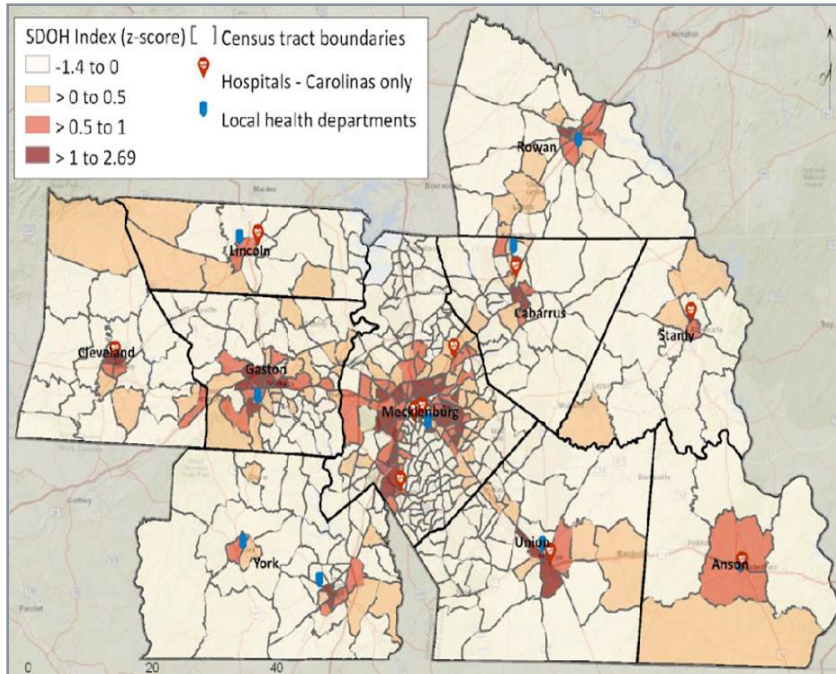 SDOH Index (z-score)
[ ] Census tract boundaries
-1.4 to 0
> 0 to 0.5
> 0.5 to 1
> 1 to 2.69
Hospitals - Carolinas only
Local health departments
Rowan
Lincoln
Cabarrus
Stanly
Cleveland
Gaston
Mecklenburg
Union
Anson
York
Gaffney
0
20
40